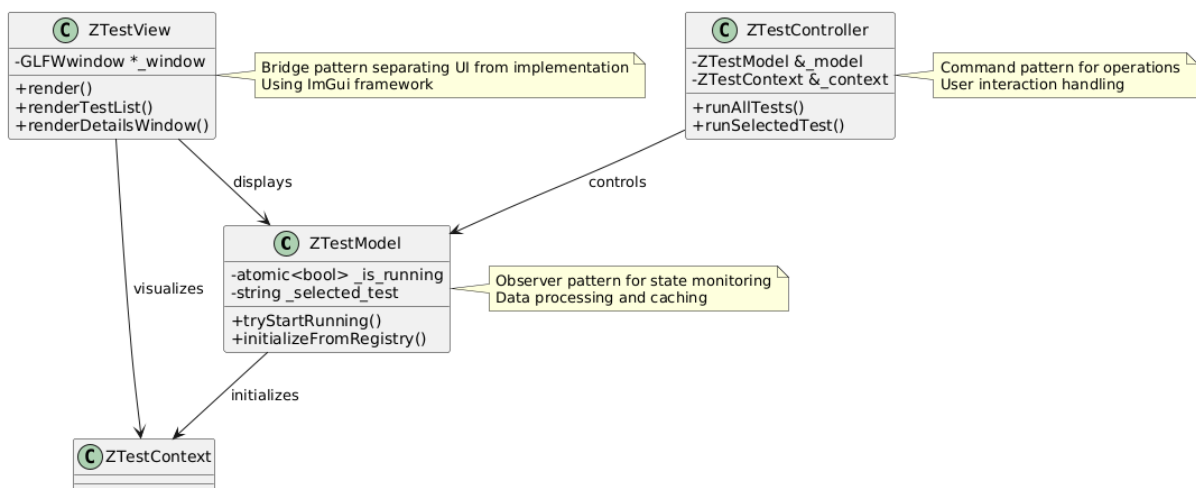 C ZTestView
-GLFWwindow *_window
+render()
+renderTestList()
+renderDetailsWindow()
Bridge pattern separating UI from implementation
Using ImGui framework
C ZTestController
-ZTestModel &_model
-ZTestContext &_context
+runAllTests()
+runSelectedTest()
Command pattern for operations
User interaction handling
displays
controls
C ZTestModel
-atomic<bool> _is_running
-string _selected_test
+tryStartRunning()
+initializeFromRegistry()
Observer pattern for state monitoring
Data processing and caching
visualizes
initializes
C ZTestContext